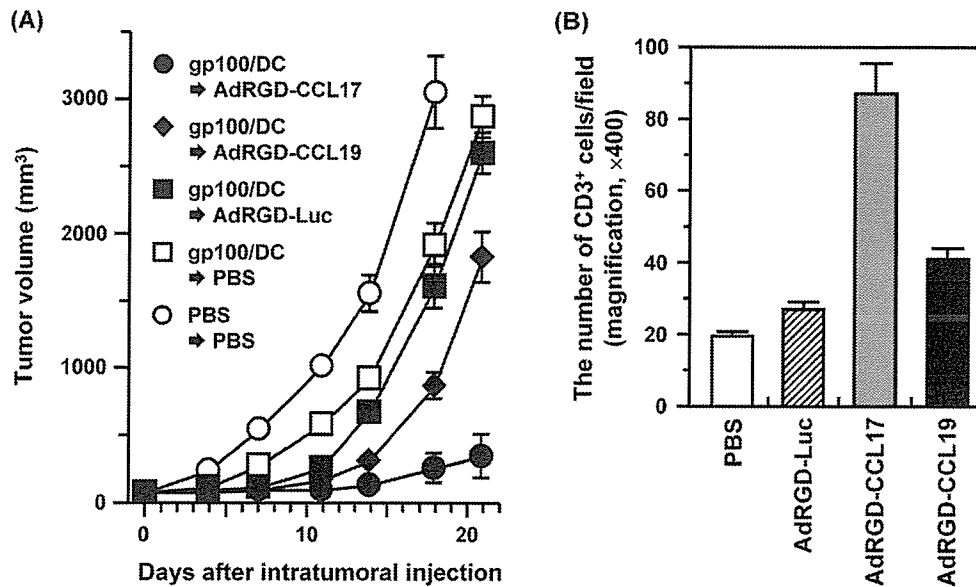 (A)
Tumor volume (mm³)
3000
2000
1000
0
gp100/DC
➡ AdRGD-CCL17
gp100/DC
➡ AdRGD-CCL19
gp100/DC
➡ AdRGD-Luc
gp100/DC
➡ PBS
PBS
➡ PBS
0
10
20
Days after intratumoral injection
(B)
The number of CD3⁺ cells/field
(magnification, ×400)
100
80
60
40
20
0
PBS
AdRGD-Luc
AdRGD-CCL17
AdRGD-CCL19